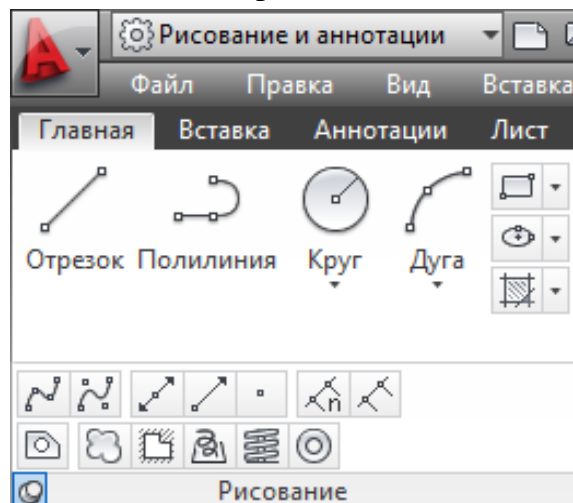 Рисование и аннотации
Файл Правка Вид Вставка
Главная Вставка Аннотации Лист
Отрезок Полилиния Круг Дуга
n
Рисование